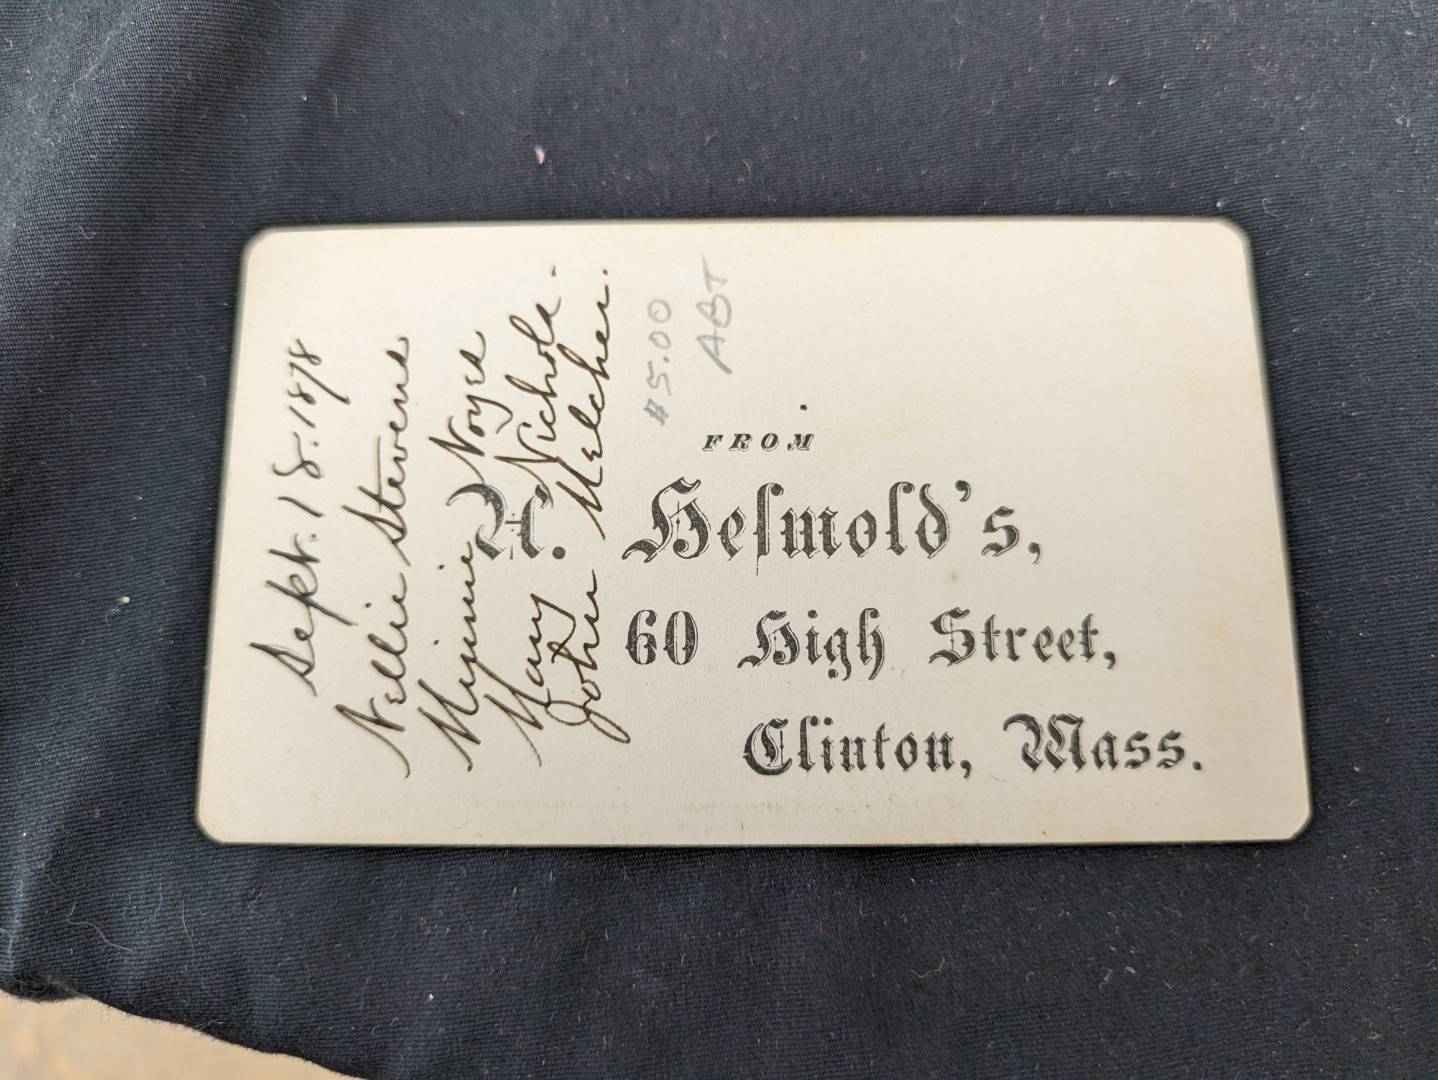 Sept. 18. 1878
Nellie Stevens
Minnie Noyes
Mary Nichols.
John Melcher.
$5.00
ABT
FROM
H. Heſmold's,
60 High Street,
Clinton, Mass.